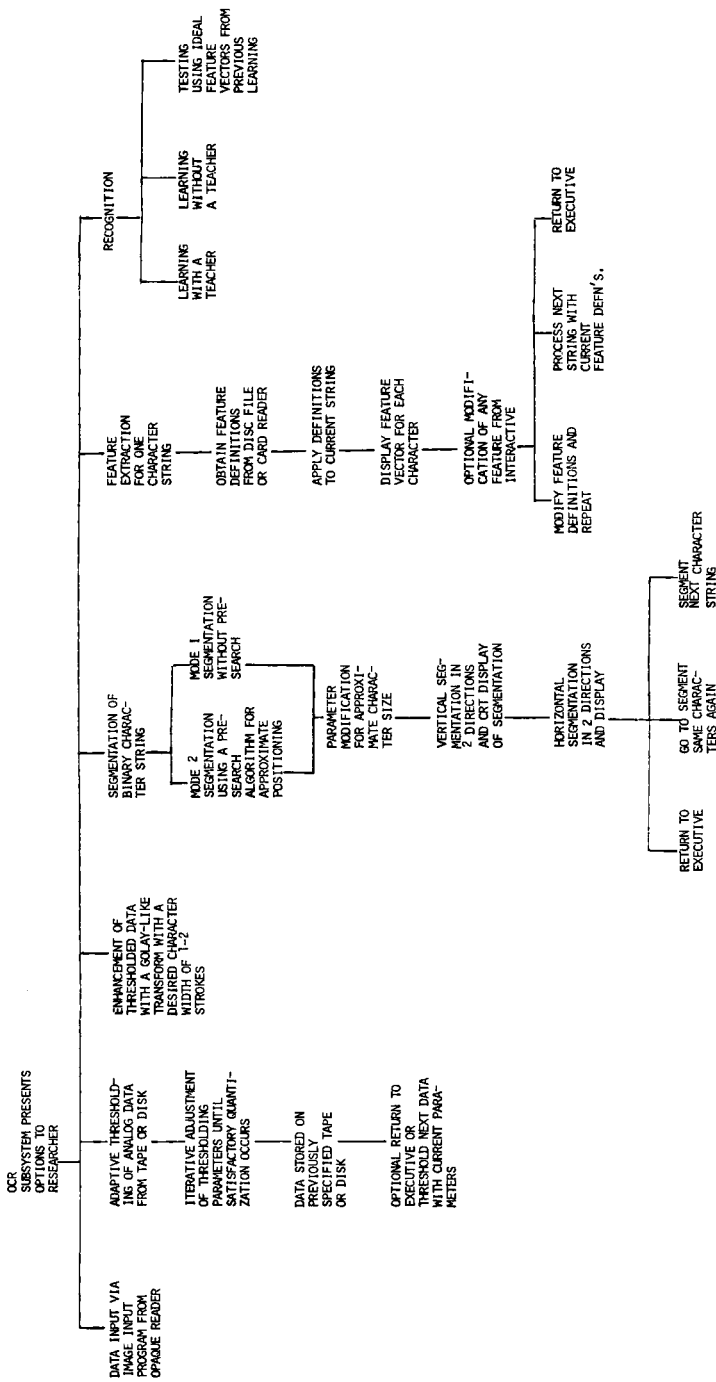 OCR
SUBSYSTEM PRESENTS
OPTIONS TO
RESEARCHER
DATA INPUT VIA
IMAGE INPUT
PROGRAM FROM
OPAQUE READER
ADAPTIVE THRESHOLD-
ING OF ANALOG DATA
FROM TAPE OR DISK
ITERATIVE ADJUSTMENT
OF THRESHOLDING
PARAMETERS UNTIL
SATISFACTORY QUANTI-
ZATION OCCURS
DATA STORED ON
PREVIOUSLY
SPECIFIED TAPE
OR DISK
OPTIONAL RETURN TO
EXECUTIVE OR
THRESHOLD NEXT DATA
WITH CURRENT PARA-
METERS
ENHANCEMENT OF
THRESHOLDED DATA
WITH A GOLAY-LIKE
TRANSFORM WITH A
DESIRED CHARACTER
WIDTH OF 1-2
STROKES
SEGMENTATION OF
BINARY CHARAC-
TER STRING
MODE 2
SEGMENTATION
USING A PRE-
SEARCH
ALGORITHM FOR
APPROXIMATE
POSITIONING
MODE 1
SEGMENTATION
WITHOUT PRE-
SEARCH
PARAMETER
MODIFICATION
FOR APPROXI-
MATE CHARAC-
TER SIZE
VERTICAL SEG-
MENTATION IN
2 DIRECTIONS
AND CRT DISPLAY
OF SEGMENTATION
HORIZONTAL
SEGMENTATION
IN 2 DIRECTIONS
AND DISPLAY
RETURN TO
EXECUTIVE
GO TO SEGMENT
SAME CHARAC-
TERS AGAIN
SEGMENT
NEXT CHARACTER
STRING
FEATURE
EXTRACTION
FOR ONE
CHARACTER
STRING
OBTAIN FEATURE
DEFINITIONS
FROM DISC FILE
OR CARD READER
APPLY DEFINITIONS
TO CURRENT STRING
DISPLAY FEATURE
VECTOR FOR EACH
CHARACTER
OPTIONAL MODIFI-
CATION OF ANY
FEATURE FROM
INTERACTIVE
MODIFY FEATURE
DEFINITIONS AND
REPEAT
PROCESS NEXT
STRING WITH
CURRENT
FEATURE DEFN'S.
RETURN TO
EXECUTIVE
RECOGNITION
LEARNING
WITH A
TEACHER
LEARNING
WITHOUT
A TEACHER
TESTING
USING IDEAL
FEATURE
VECTORS FROM
PREVIOUS
LEARNING